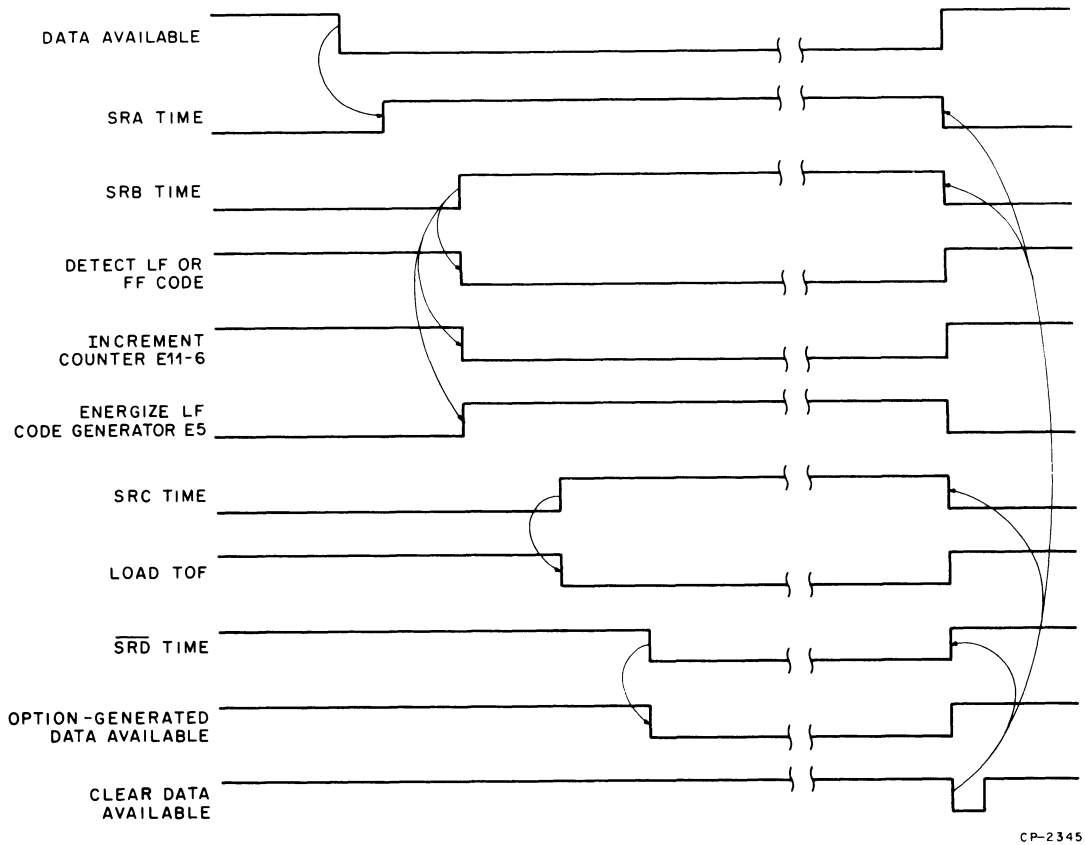 DATA AVAILABLE
SRA TIME
SRB TIME
DETECT LF OR
FF CODE
INCREMENT
COUNTER E11-6
ENERGIZE LF
CODE GENERATOR E5
SRC TIME
LOAD TOF
S̅R̅D̅ TIME
OPTION-GENERATED
DATA AVAILABLE
CLEAR DATA
AVAILABLE
CP-2345